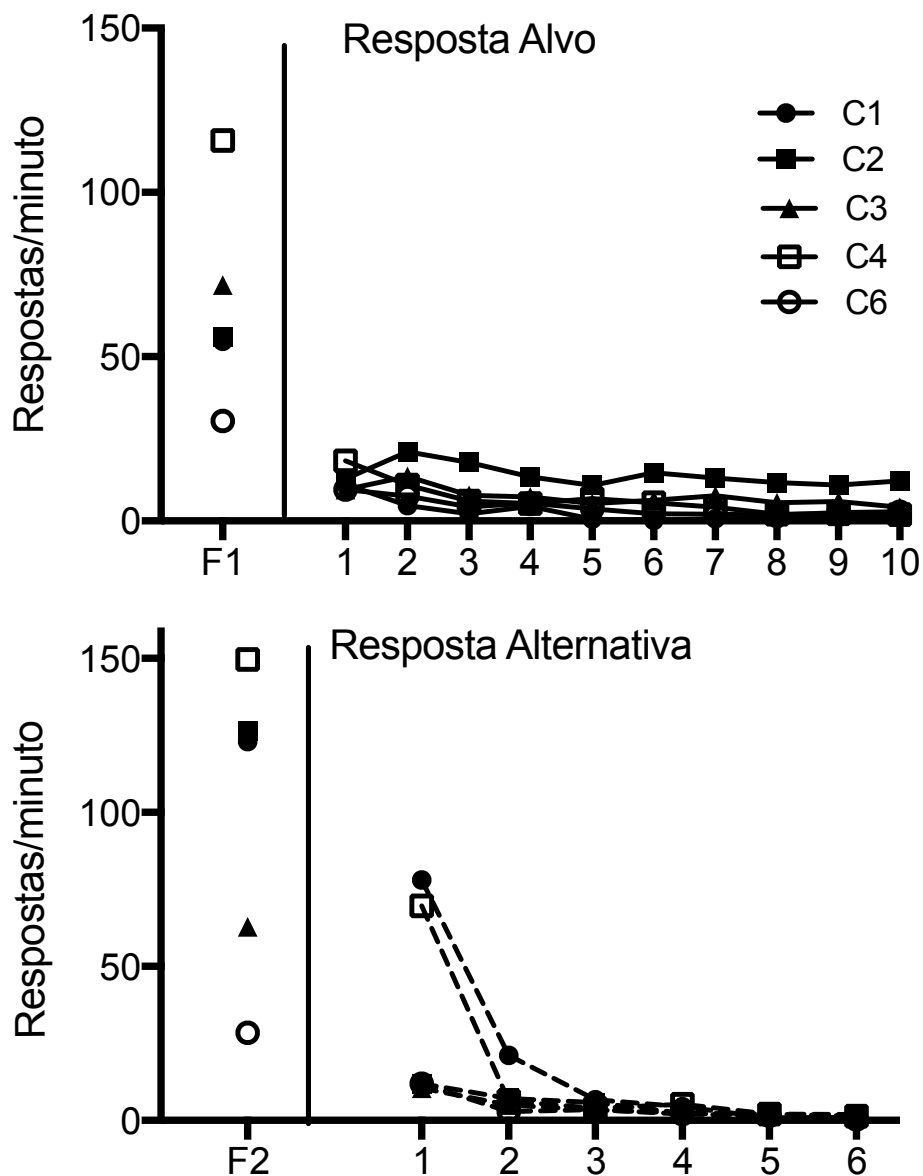 Resposta Alvo
Respostas/minuto
150
100
50
0
C1
C2
C3
C4
C6
F1 1 2 3 4 5 6 7 8 9 10
Resposta Alternativa
Respostas/minuto
150
100
50
0
F2 1 2 3 4 5 6